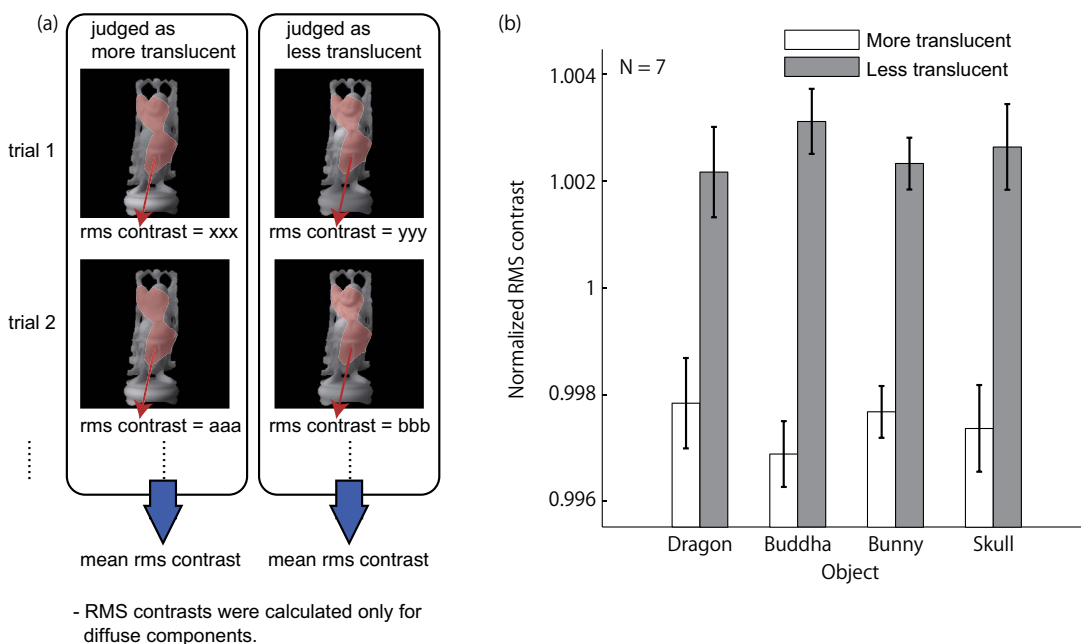 (a)
judged as
more translucent
judged as
less translucent
trial 1
rms contrast = xxx
rms contrast = yyy
trial 2
rms contrast = aaa
rms contrast = bbb
mean rms contrast
mean rms contrast
- RMS contrasts were calculated only for
diffuse components.
(b)
More translucent
Less translucent
N = 7
Normalized RMS contrast
1.004
1.002
1
0.998
0.996
Dragon
Buddha
Bunny
Skull
Object